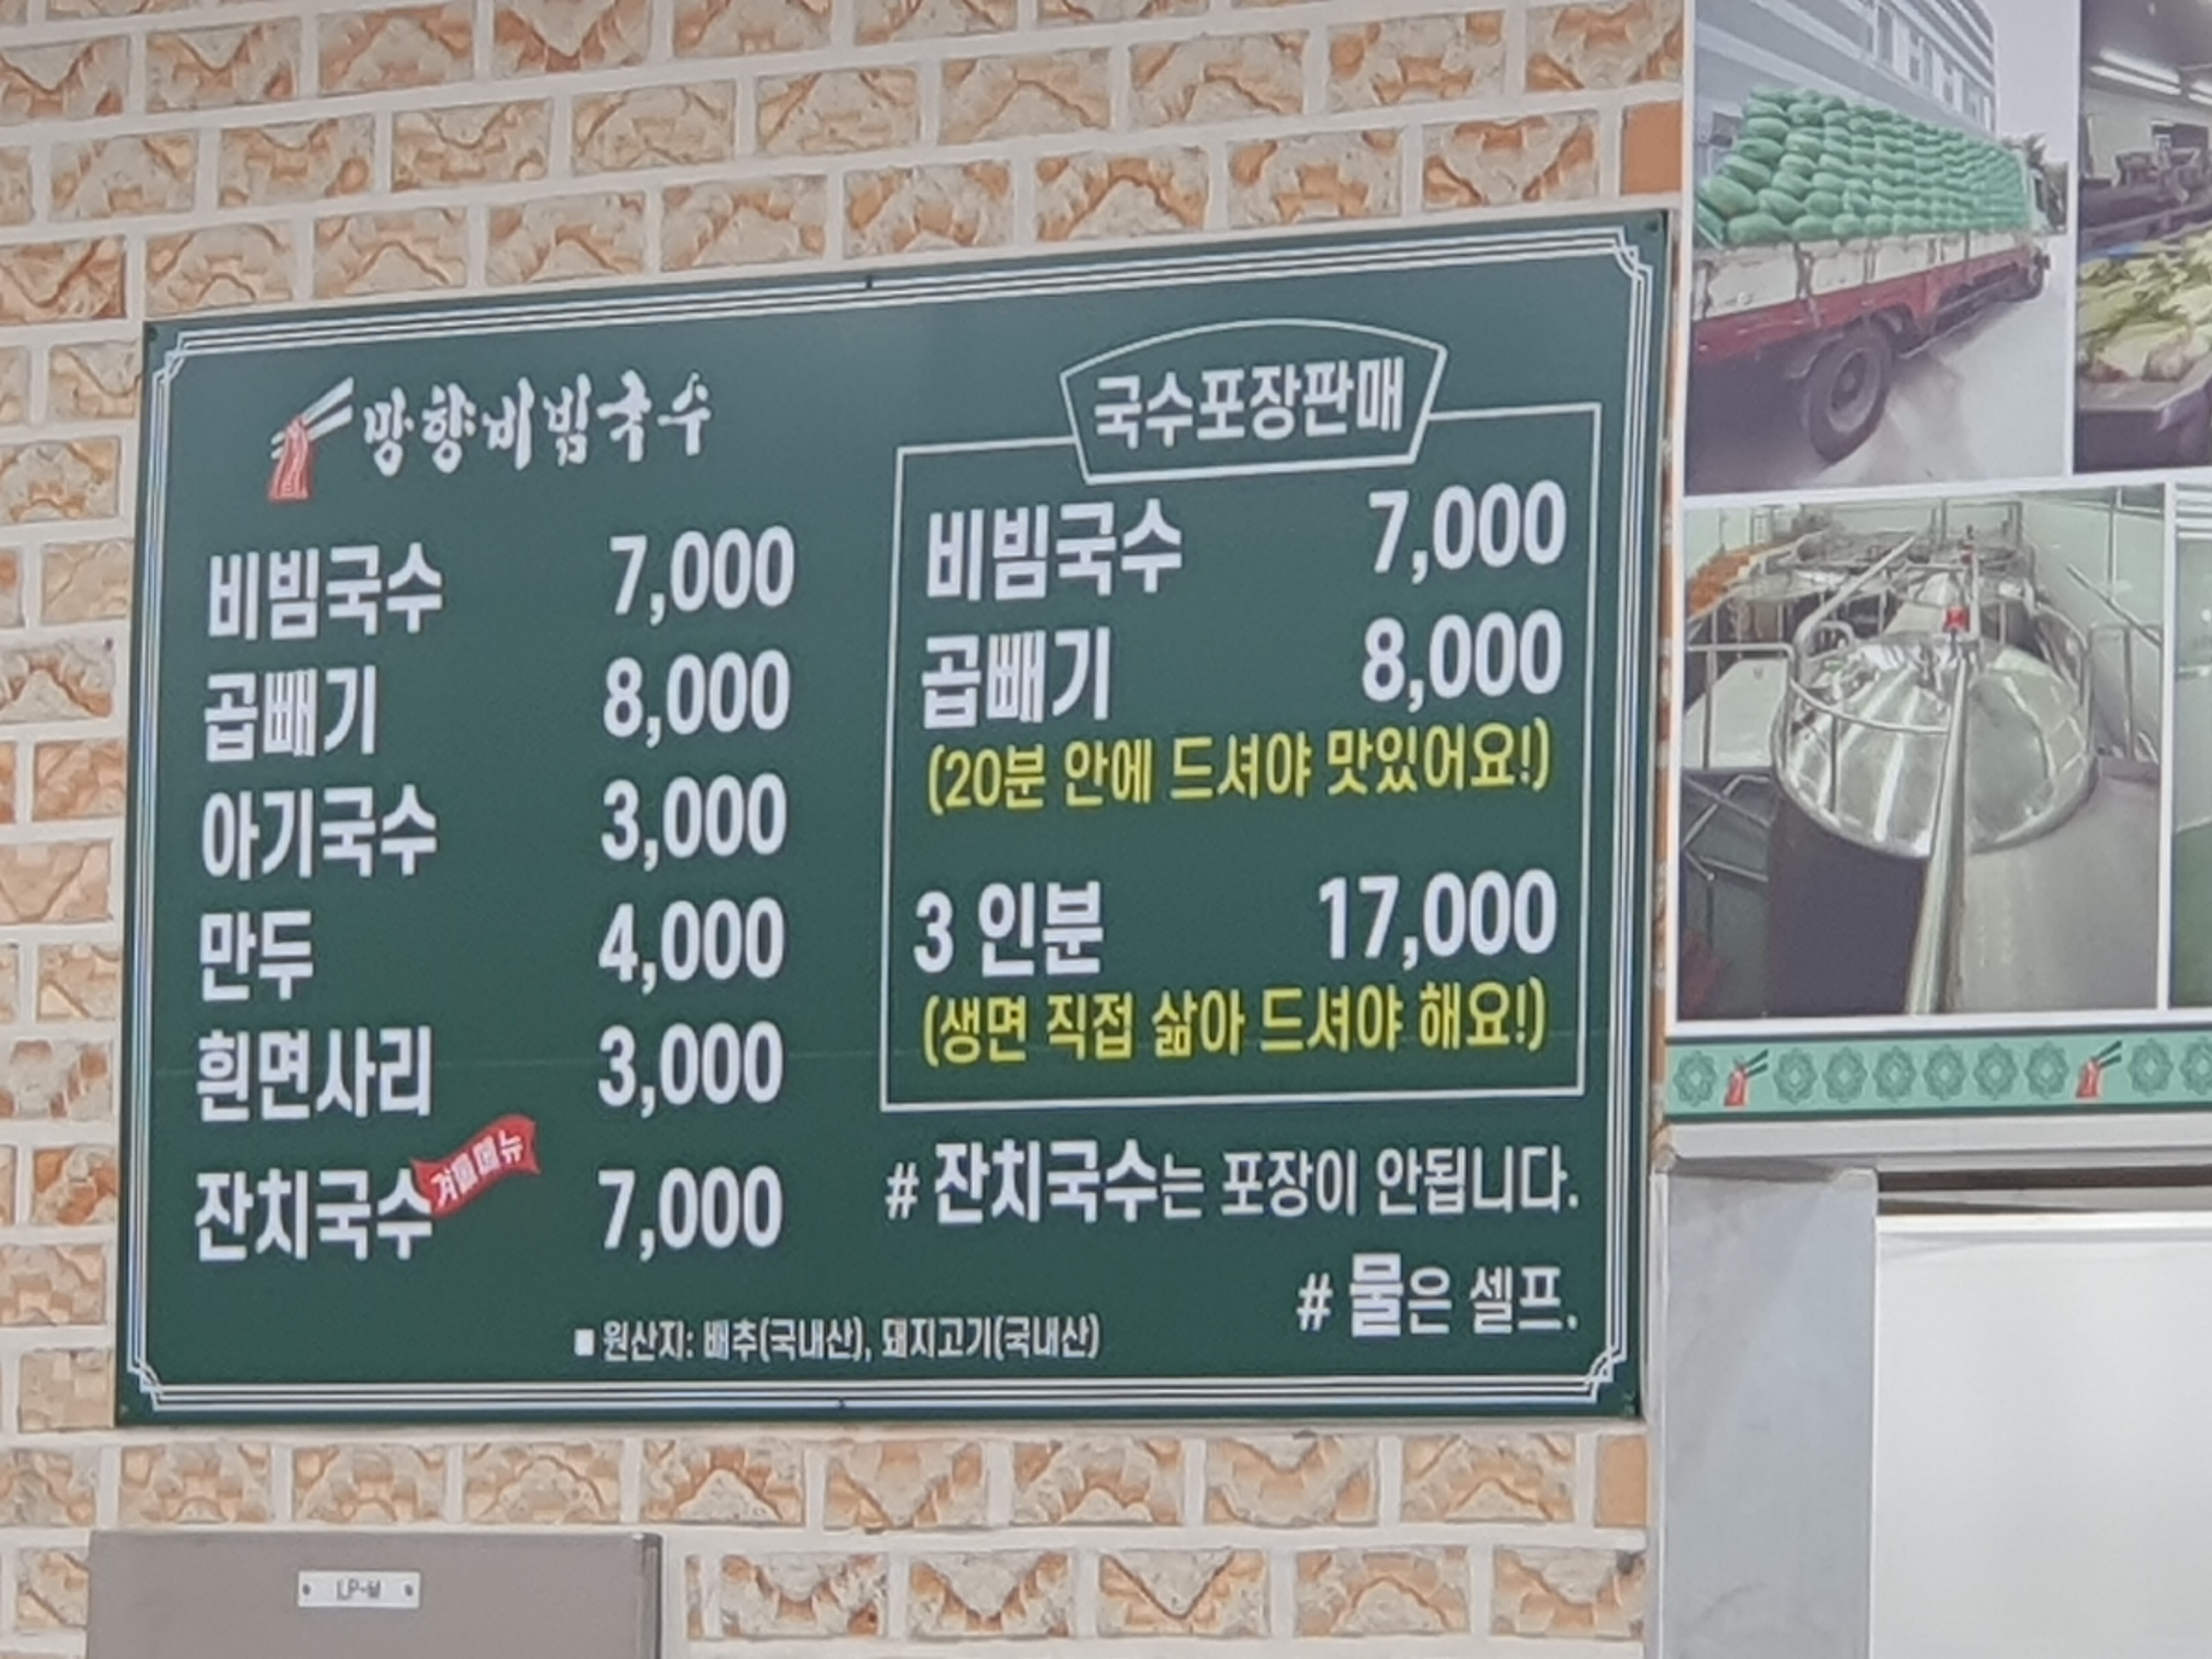 망향비빔국수
비빔국수 7,000
곱빼기 8,000
아기국수 3,000
만두 4,000
흰면사리 3,000
겨울메뉴
잔치국수 7,000
국수포장판매
비빔국수 7,000
곱빼기 8,000
(20분 안에 드셔야 맛있어요!)
3 인분 17,000
(생면 직접 삶아 드셔야 해요!)
# 잔치국수는 포장이 안됩니다.
# 물은 셀프.
■ 원산지: 배추(국내산), 돼지고기(국내산)